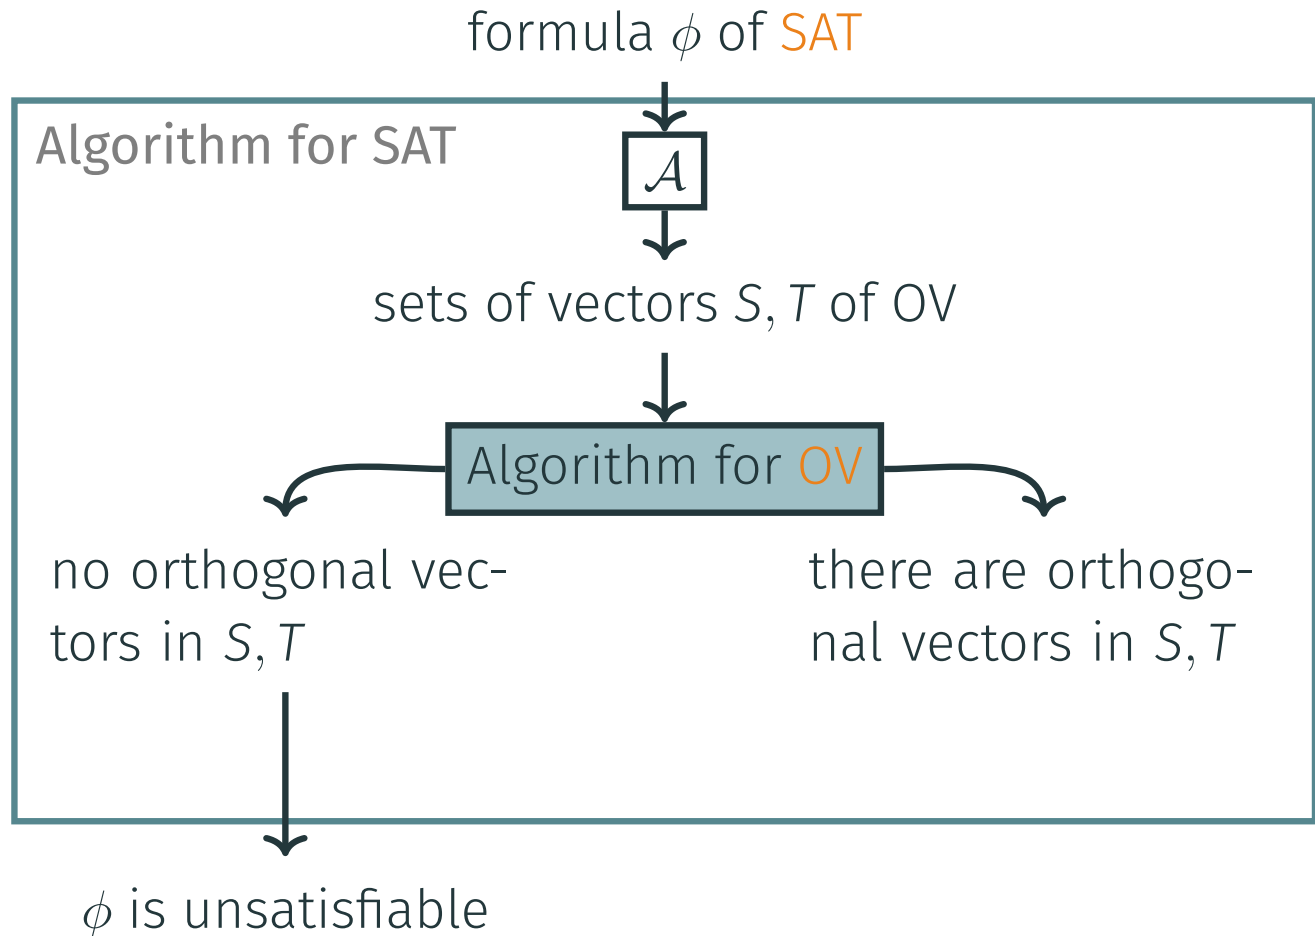 formula ϕ of SAT
Algorithm for SAT
𝒜
sets of vectors S, T of OV
Algorithm for OV
no orthogonal vec-
tors in S, T
there are orthogo-
nal vectors in S, T
ϕ is unsatisfiable